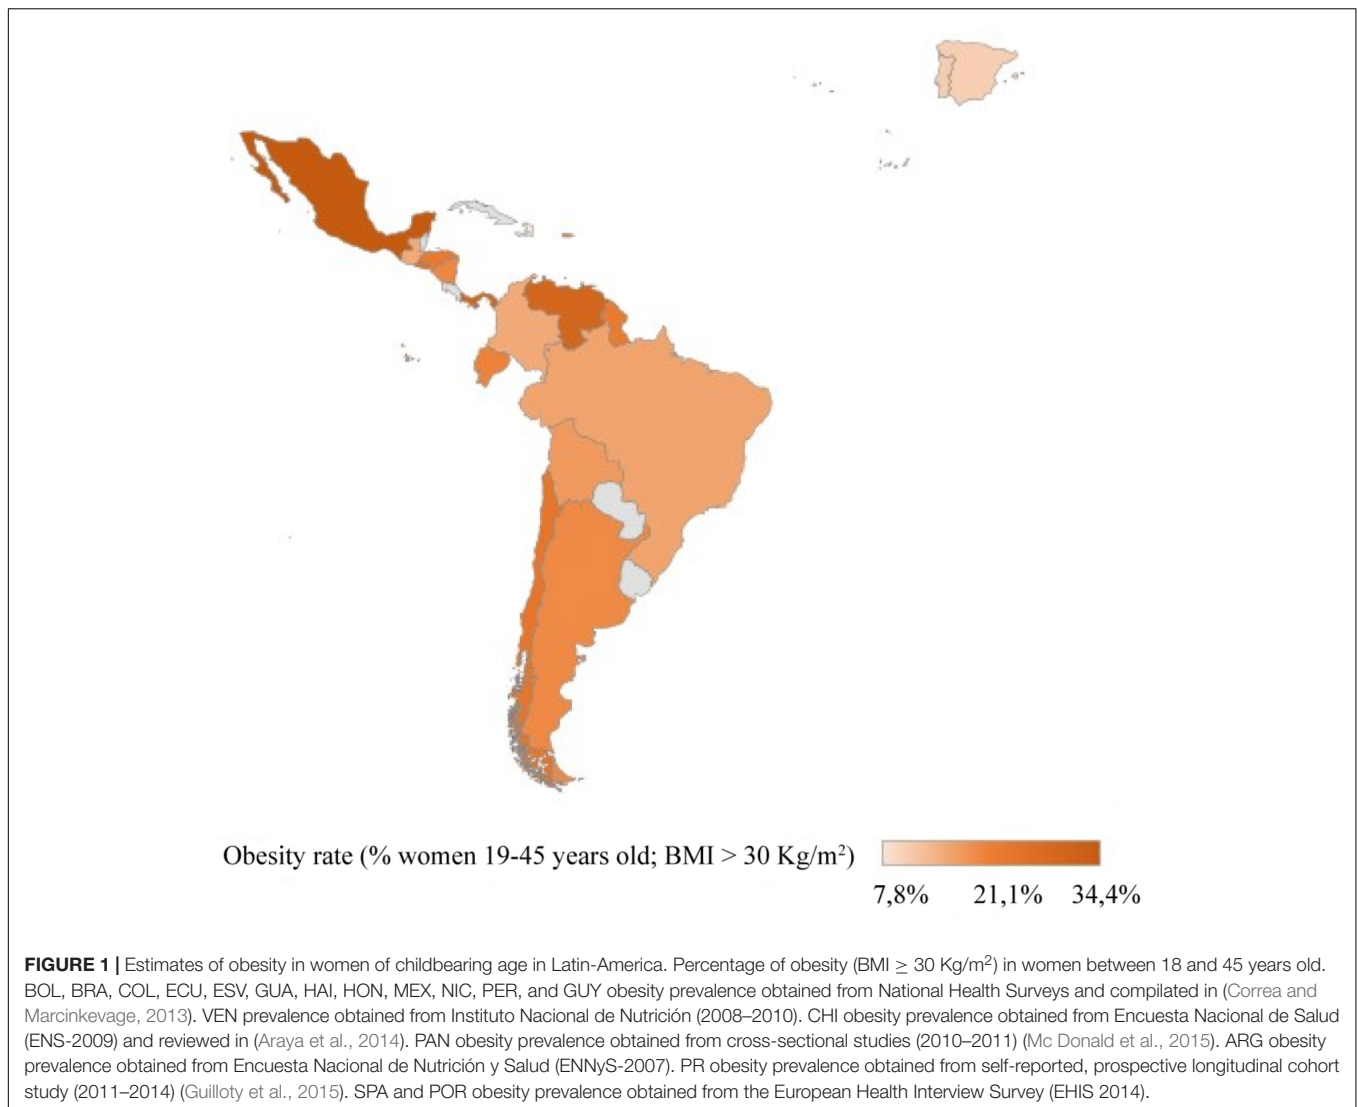 Obesity rate (% women 19-45 years old; BMI > 30 Kg/m²)
7,8% 21,1% 34,4%
FIGURE 1 | Estimates of obesity in women of childbearing age in Latin-America. Percentage of obesity (BMI ≥ 30 Kg/m²) in women between 18 and 45 years old.
BOL, BRA, COL, ECU, ESV, GUA, HAI, HON, MEX, NIC, PER, and GUY obesity prevalence obtained from National Health Surveys and compilated in (Correa and
Marcinkevage, 2013). VEN prevalence obtained from Instituto Nacional de Nutrición (2008–2010). CHI obesity prevalence obtained from Encuesta Nacional de Salud
(ENS-2009) and reviewed in (Araya et al., 2014). PAN obesity prevalence obtained from cross-sectional studies (2010–2011) (Mc Donald et al., 2015). ARG obesity
prevalence obtained from Encuesta Nacional de Nutrición y Salud (ENNyS-2007). PR obesity prevalence obtained from self-reported, prospective longitudinal cohort
study (2011–2014) (Guilloty et al., 2015). SPA and POR obesity prevalence obtained from the European Health Interview Survey (EHIS 2014).